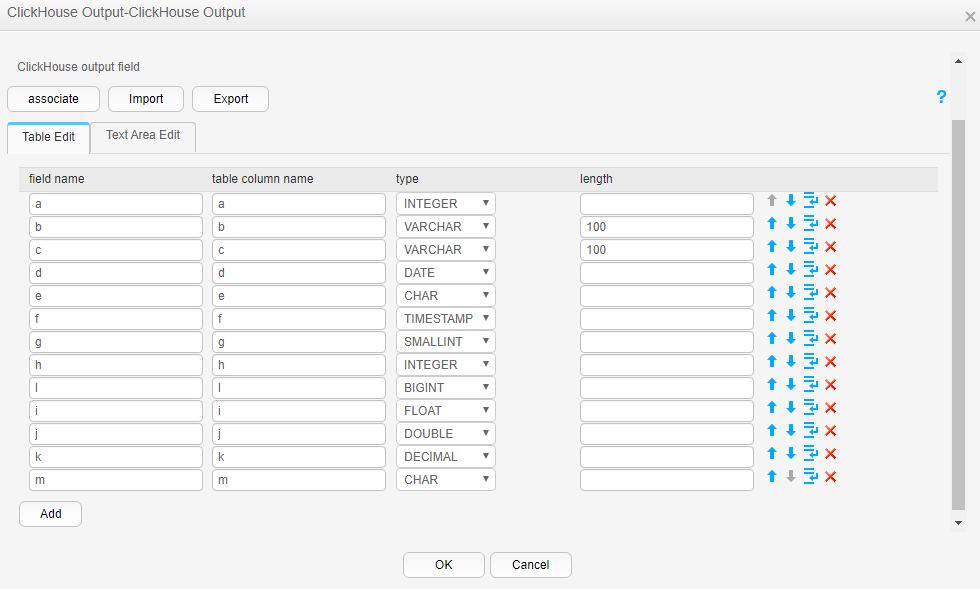 ClickHouse Output-ClickHouse Output
ClickHouse output field
associate Import Export
?
Table Edit Text Area Edit
field name table column name type length
a a INTEGER
b b VARCHAR 100
c c VARCHAR 100
d d DATE
e e CHAR
f f TIMESTAMP
g g SMALLINT
h h INTEGER
l l BIGINT
i i FLOAT
j j DOUBLE
k k DECIMAL
m m CHAR
Add
OK Cancel